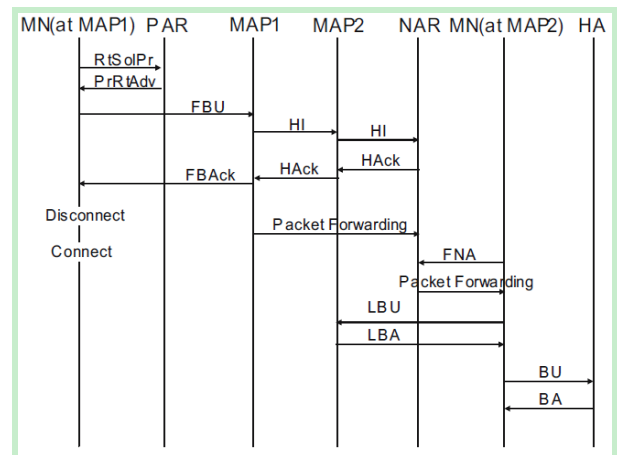 MN(at MAP1) PAR MAP1 MAP2 NAR MN(at MAP2) HA
RtSolPr
PrRtAdv
FBU
HI
HI
HAck
HAck
FBAck
Disconnect
Packet Forwarding
Connect
FNA
Packet Forwarding
LBU
LBA
BU
BA